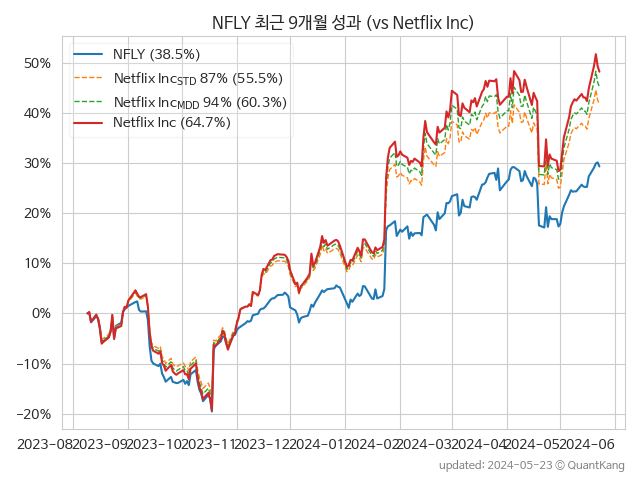 NFLY 최근 9개월 성과 (vs Netflix Inc)
NFLY (38.5%)
Netflix Inc_STD 87% (55.5%)
Netflix Inc_MDD 94% (60.3%)
Netflix Inc (64.7%)
50%
40%
30%
20%
10%
0%
−10%
−20%
2023-08 2023-09 2023-10 2023-11 2023-12 2024-01 2024-02 2024-03 2024-04 2024-05 2024-06
updated: 2024-05-23 © QuantKang